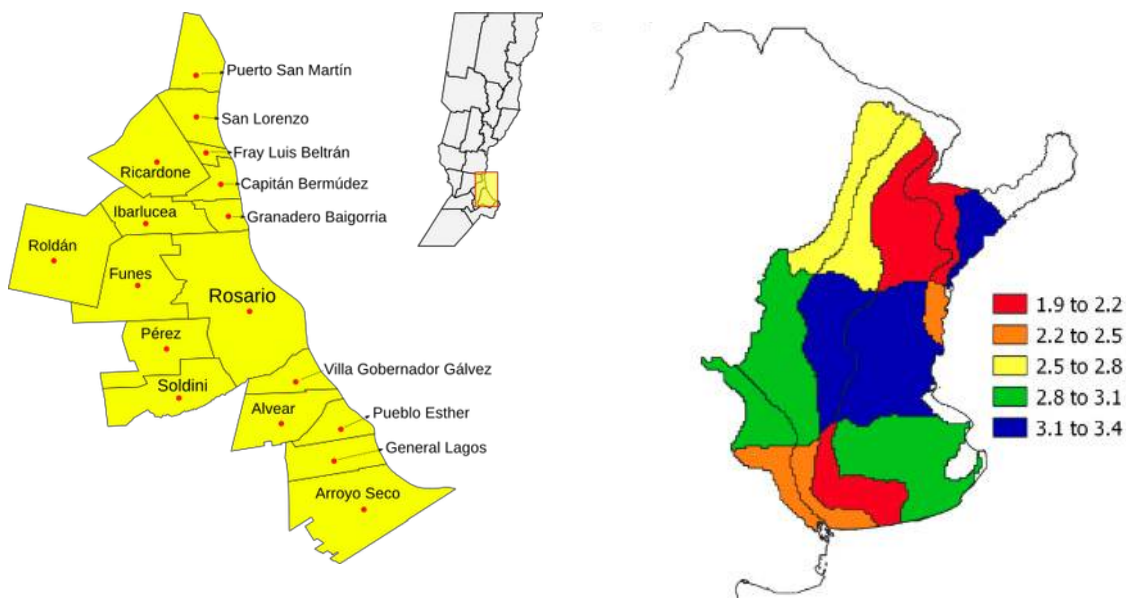 Puerto San Martín
San Lorenzo
Fray Luis Beltrán
Ricardone
Capitán Bermúdez
Ibarlucea
Granadero Baigorria
Roldán
Funes
Rosario
Pérez
Soldini
Villa Gobernador Gálvez
Alvear
Pueblo Esther
General Lagos
Arroyo Seco
1.9 to 2.2
2.2 to 2.5
2.5 to 2.8
2.8 to 3.1
3.1 to 3.4